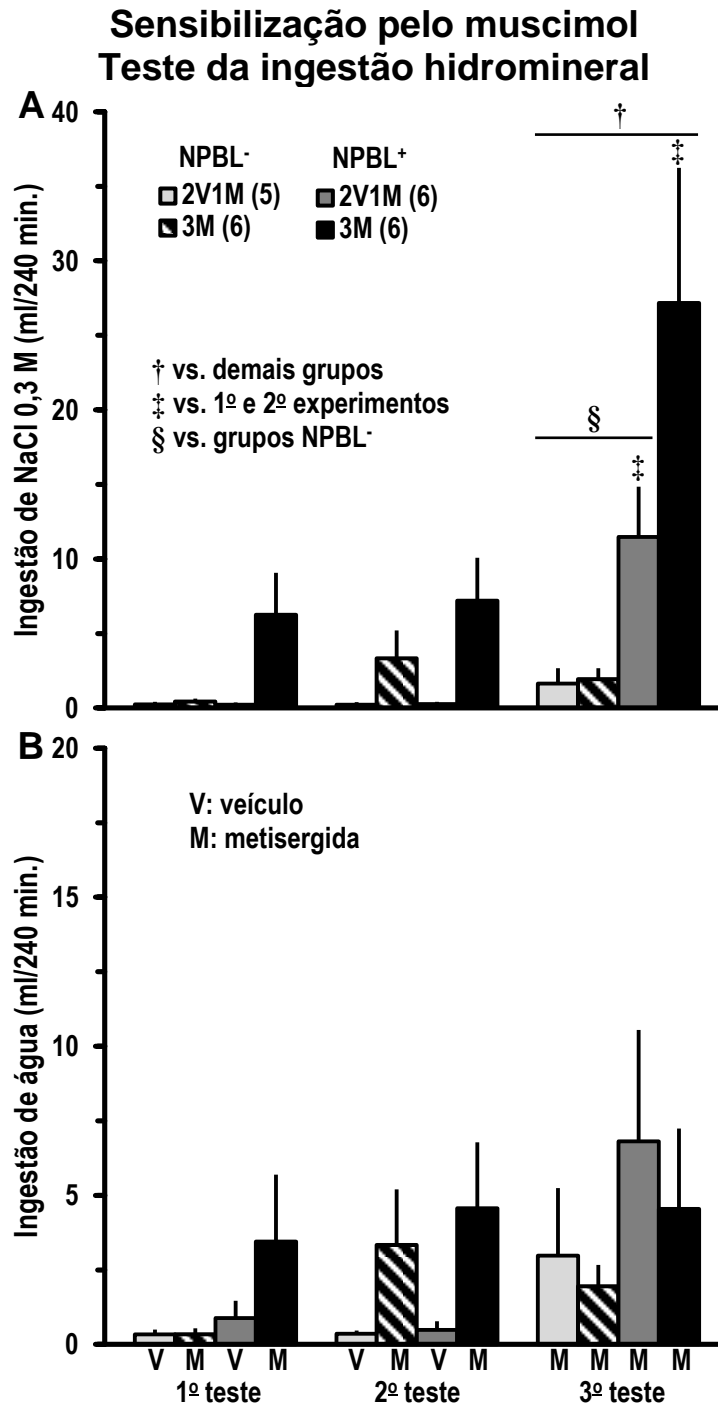 Sensibilização pelo muscimol
Teste da ingestão hidromineral
A
Ingestão de NaCl 0,3 M (ml/240 min.)
40
30
20
10
0
NPBL- NPBL+
2V1M (5) 2V1M (6)
3M (6) 3M (6)
† vs. demais grupos
‡ vs. 1º e 2º experimentos
§ vs. grupos NPBL-
†
‡
§
‡
B
Ingestão de água (ml/240 min.)
20
15
10
5
0
V: veículo
M: metisergida
V M V M V M V M M M M M
1º teste 2º teste 3º teste